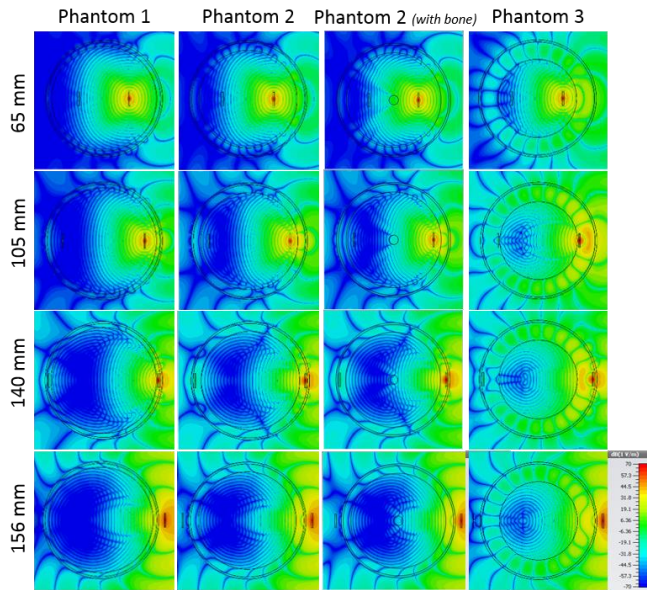 Phantom 1 Phantom 2 Phantom 2 (with bone) Phantom 3
65 mm
105 mm
140 mm
156 mm
dB(1 V/m)
70
57.3
44.5
31.8
19.1
6.36
-6.36
-19.1
-31.8
-44.5
-57.3
-70